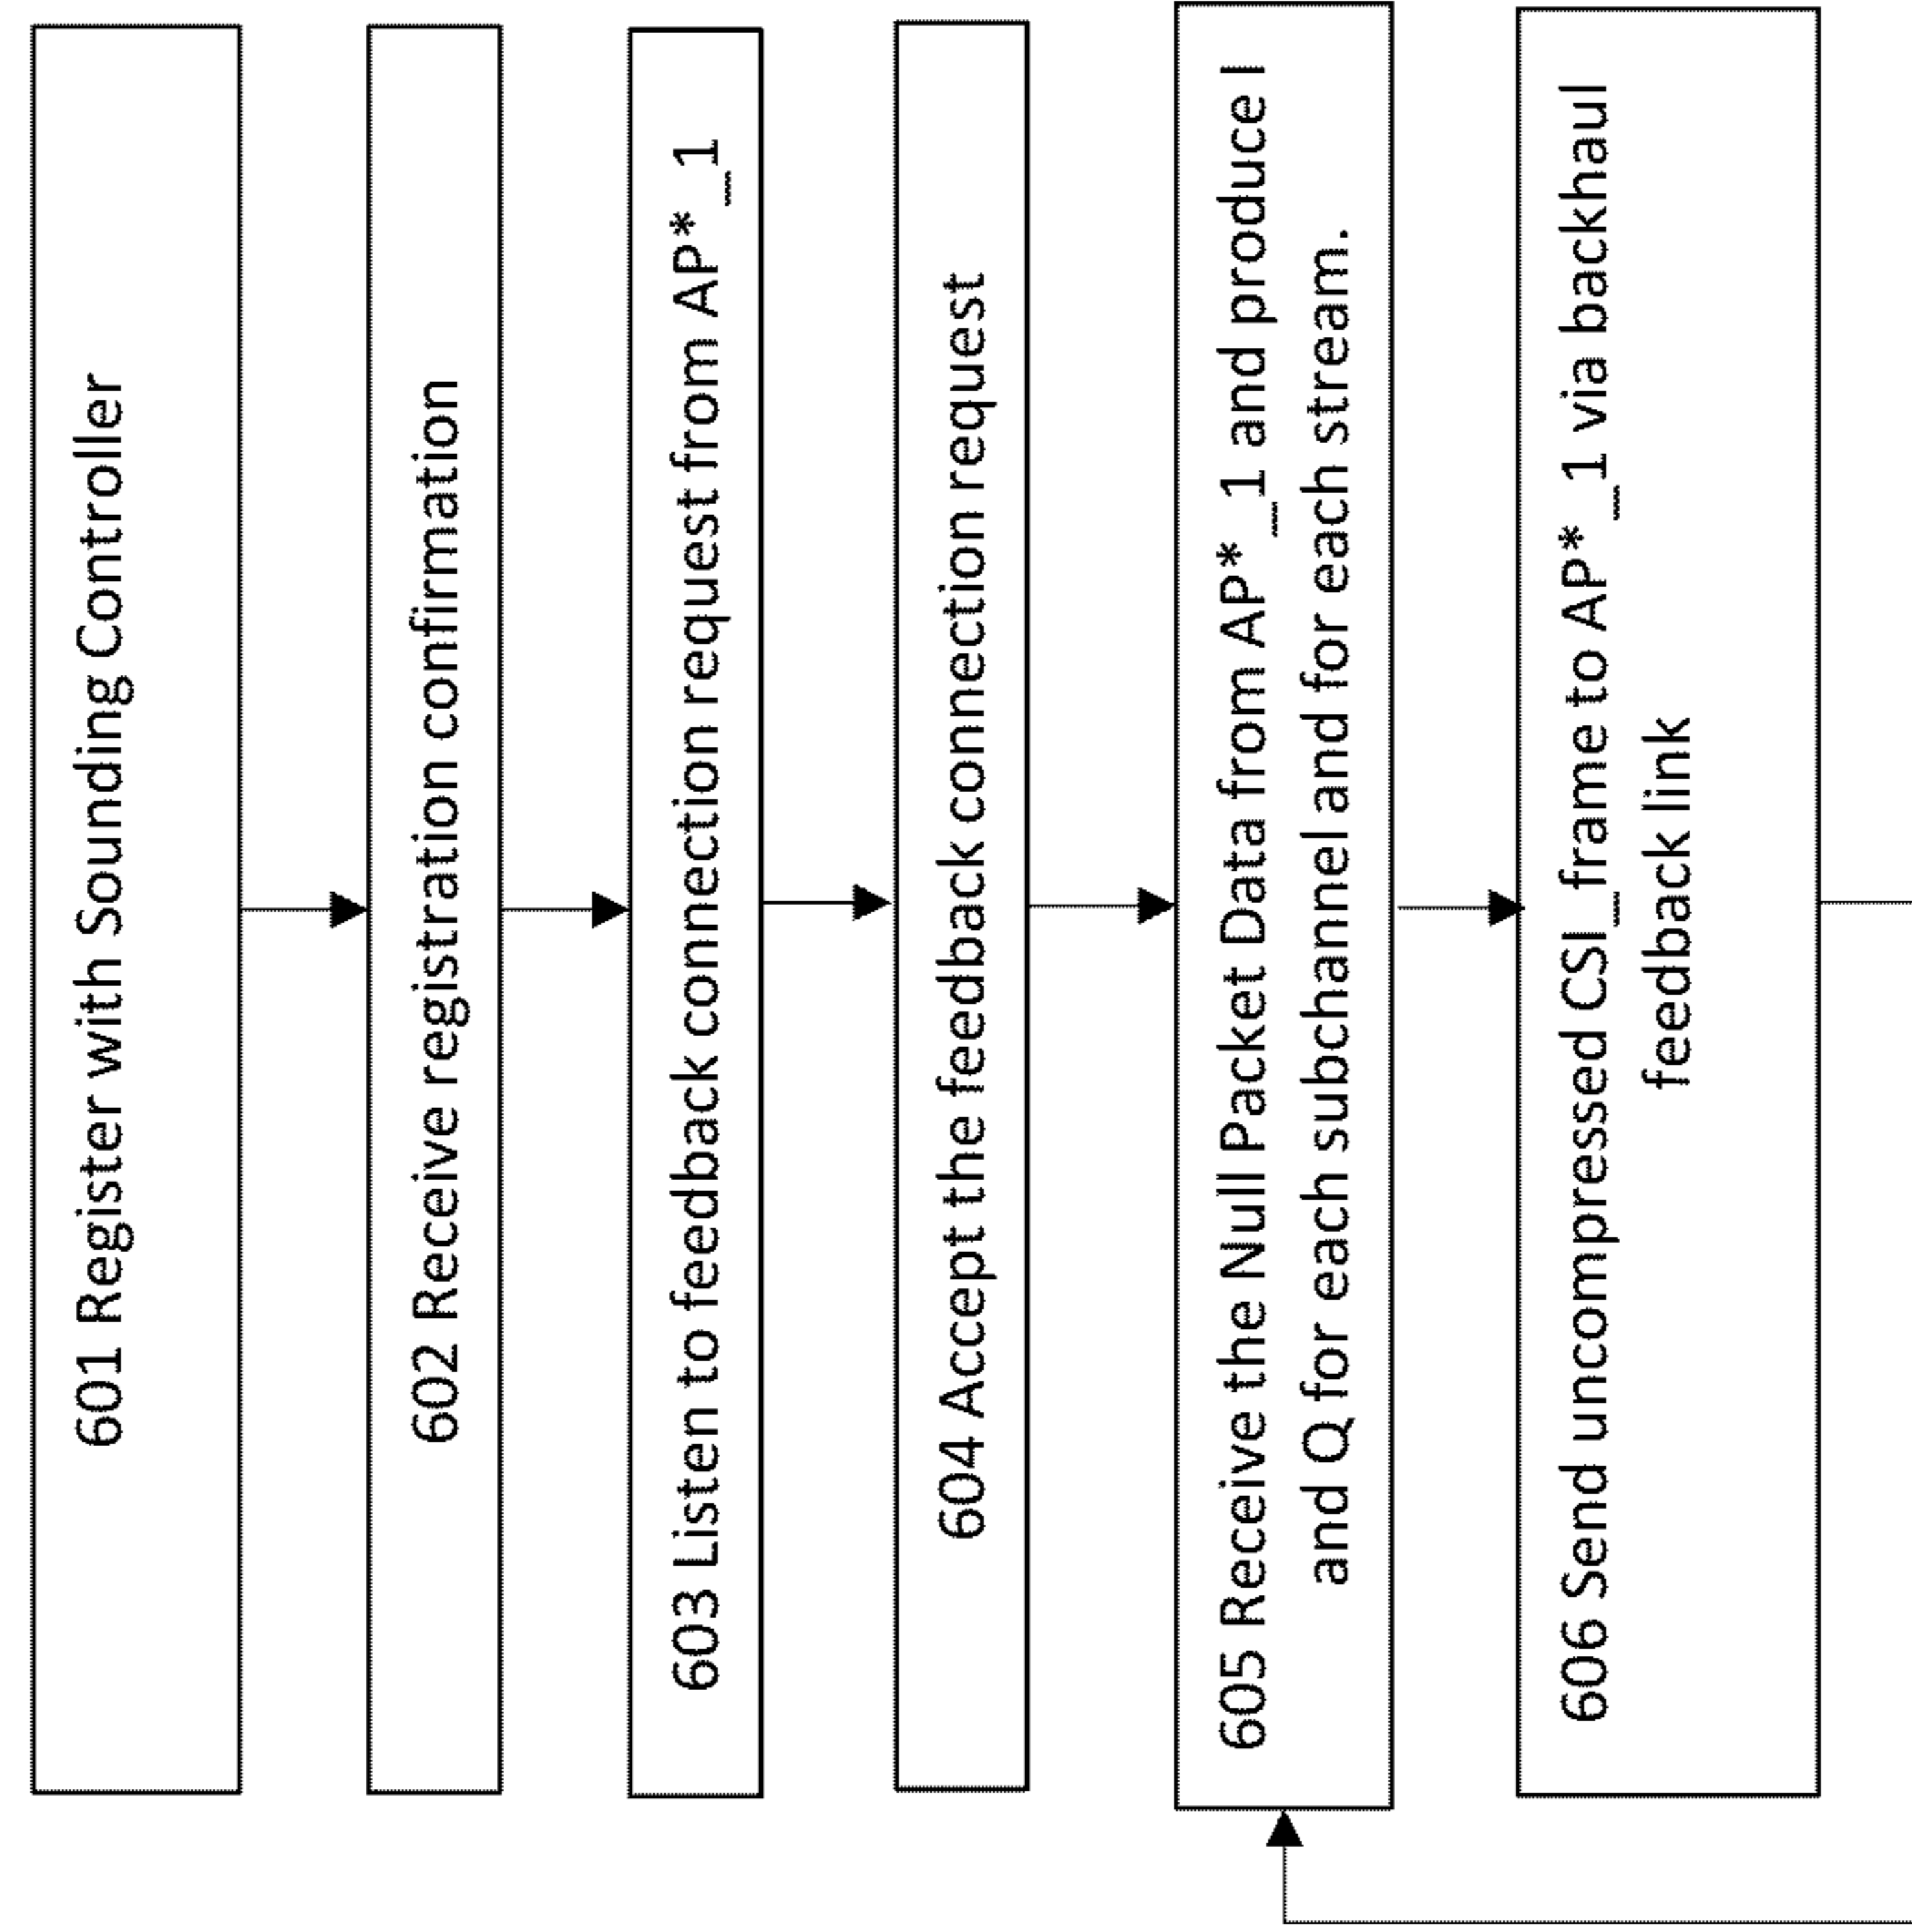 601 Register with Sounding Controller
602 Receive registration confirmation
603 Listen to feedback connection request from AP*_1
604 Accept the feedback connection request
605 Receive the Null Packet Data from AP*_1 and produce I
and Q for each subchannel and for each stream.
606 Send uncompressed CSI_frame to AP*_1 via backhaul
feedback link